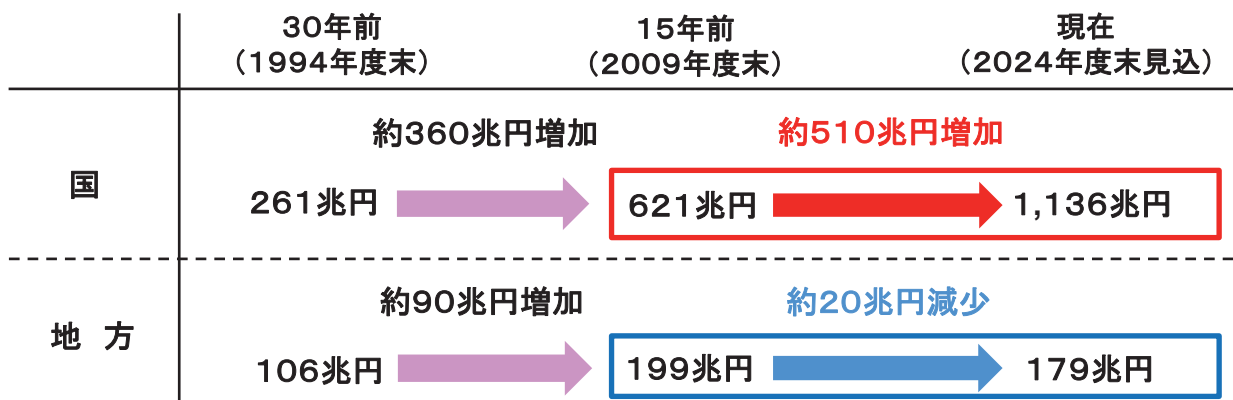 30年前
（1994年度末）
15年前
（2009年度末）
現在
（2024年度末見込）
国
約360兆円増加
約510兆円増加
261兆円
621兆円
1,136兆円
地 方
約90兆円増加
約20兆円減少
106兆円
199兆円
179兆円